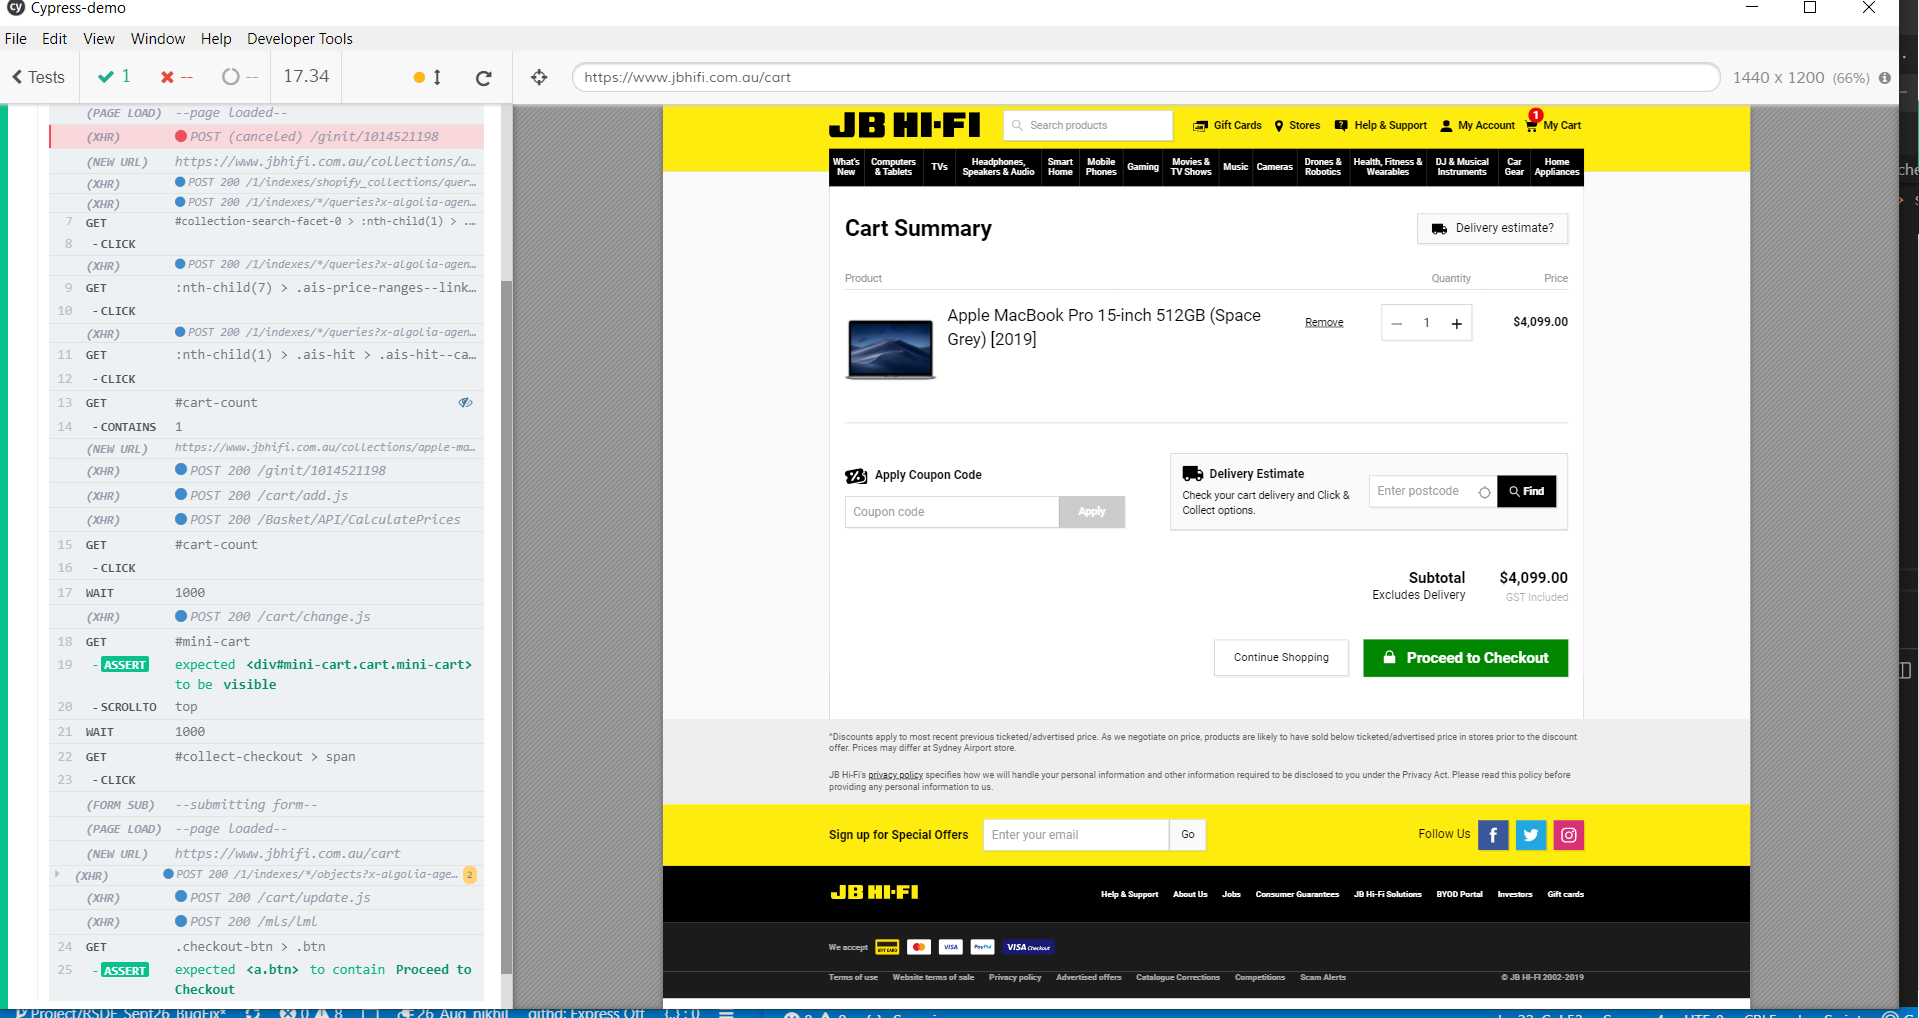 Cypress-demo
File Edit View Window Help Developer Tools
Tests 1 -- -- 17.34
https://www.jbhifi.com.au/cart
1440 x 1200 (66%)
(PAGE LOAD) --page loaded--
(XHR) POST (canceled) /ginit/1014521198
(NEW URL) https://www.jbhifi.com.au/collections/a...
(XHR) POST 200 /1/indexes/shopify_collections/quer...
(XHR) POST 200 /1/indexes/*/queries?x-algolia-agen...
7 GET #collection-search-facet-0 > :nth-child(1) > ....
8 -CLICK
(XHR) POST 200 /1/indexes/*/queries?x-algolia-agen...
9 GET :nth-child(7) > .ais-price-ranges--link...
10 -CLICK
(XHR) POST 200 /1/indexes/*/queries?x-algolia-agen...
11 GET :nth-child(1) > .ais-hit > .ais-hit--ca...
12 -CLICK
13 GET #cart-count
14 -CONTAINS 1
(NEW URL) https://www.jbhifi.com.au/collections/apple-ma...
(XHR) POST 200 /ginit/1014521198
(XHR) POST 200 /cart/add.js
(XHR) POST 200 /Basket/API/CalculatePrices
15 GET #cart-count
16 -CLICK
17 WAIT 1000
(XHR) POST 200 /cart/change.js
18 GET #mini-cart
19 -ASSERT expected <div#mini-cart.cart.mini-cart>
to be visible
20 -SCROLLTO top
21 WAIT 1000
22 GET #collect-checkout > span
23 -CLICK
(FORM SUB) --submitting form--
(PAGE LOAD) --page loaded--
(NEW URL) https://www.jbhifi.com.au/cart
(XHR) POST 200 /1/indexes/*/objects?x-algolia-age... 2
(XHR) POST 200 /cart/update.js
(XHR) POST 200 /mls/lml
24 GET .checkout-btn > .btn
25 -ASSERT expected <a.btn> to contain Proceed to
Checkout
JB HI-FI
Search products
Gift Cards Stores Help & Support My Account 1 My Cart
What's New
Computers & Tablets
TVs
Headphones, Speakers & Audio
Smart Home
Mobile Phones
Gaming
Movies & TV Shows
Music
Cameras
Drones & Robotics
Health, Fitness & Wearables
DJ & Musical Instruments
Car Gear
Home Appliances
Cart Summary
Delivery estimate?
Product Quantity Price
Apple MacBook Pro 15-inch 512GB (Space
Grey) [2019]
Remove
1
$4,099.00
Apply Coupon Code
Coupon code Apply
Delivery Estimate
Check your cart delivery and Click &
Collect options.
Enter postcode Find
Subtotal $4,099.00
Excludes Delivery GST Included
Continue Shopping Proceed to Checkout
*Discounts apply to most recent previous ticketed/advertised price. As we negotiate on price, products are likely to have sold below ticketed/advertised price in stores prior to the discount
offer. Prices may differ at Sydney Airport store.
JB Hi-Fi's privacy policy specifies how we will handle your personal information and other information required to be disclosed to you under the Privacy Act. Please read this policy before
providing any personal information to us.
Sign up for Special Offers Enter your email Go
Follow Us
JB HI-FI
Help & Support About Us Jobs Consumer Guarantees JB Hi-Fi Solutions BYOD Portal Investors Gift cards
We accept GIFT CARD VISA PayPal VISA Checkout
Terms of use Website terms of sale Privacy policy Advertised offers Catalogue Corrections Competitions Scam Alerts © JB HI-FI 2002-2019
Project/RSDF_Sept26_BugFix* 0 8 26_Aug_nikhil githd: Express Off